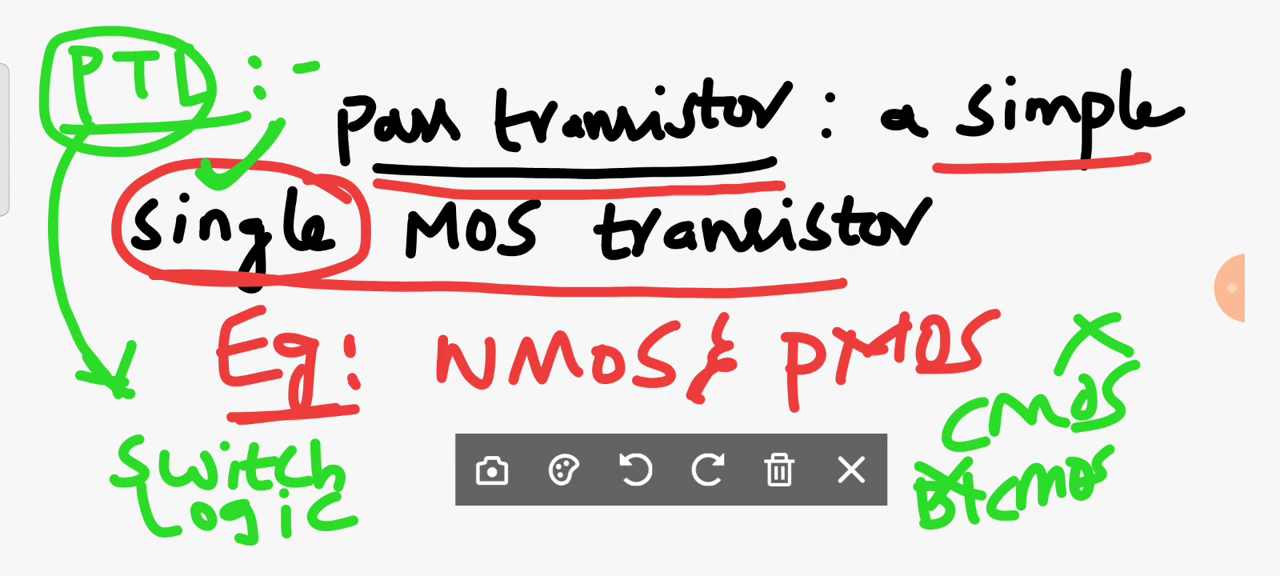 PTL :-
pass transistor : a simple
single MOS transistor
Eg: NMOS & PMOS
X
CMOS
BiCMOS
switch
logic